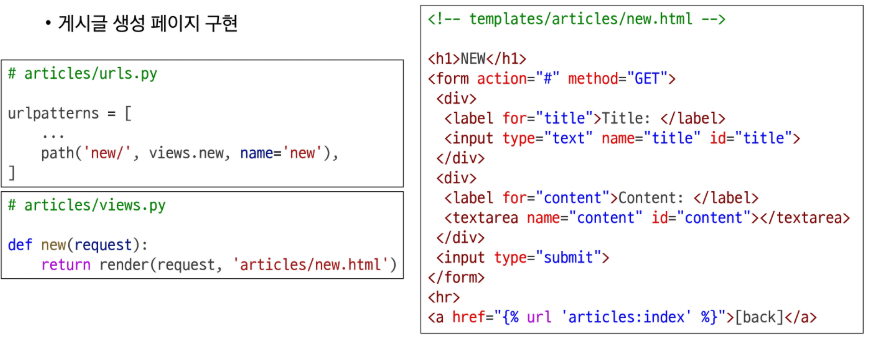 • 게시글 생성 페이지 구현
# articles/urls.py
urlpatterns = [
    ...
    path('new/', views.new, name='new'),
]
# articles/views.py
def new(request):
    return render(request, 'articles/new.html')
<!-- templates/articles/new.html -->
<h1>NEW</h1>
<form action="#" method="GET">
 <div>
  <label for="title">Title: </label>
  <input type="text" name="title" id="title">
 </div>
 <div>
  <label for="content">Content: </label>
  <textarea name="content" id="content"></textarea>
 </div>
 <input type="submit">
</form>
<hr>
<a href="{% url 'articles:index' %}">[back]</a>